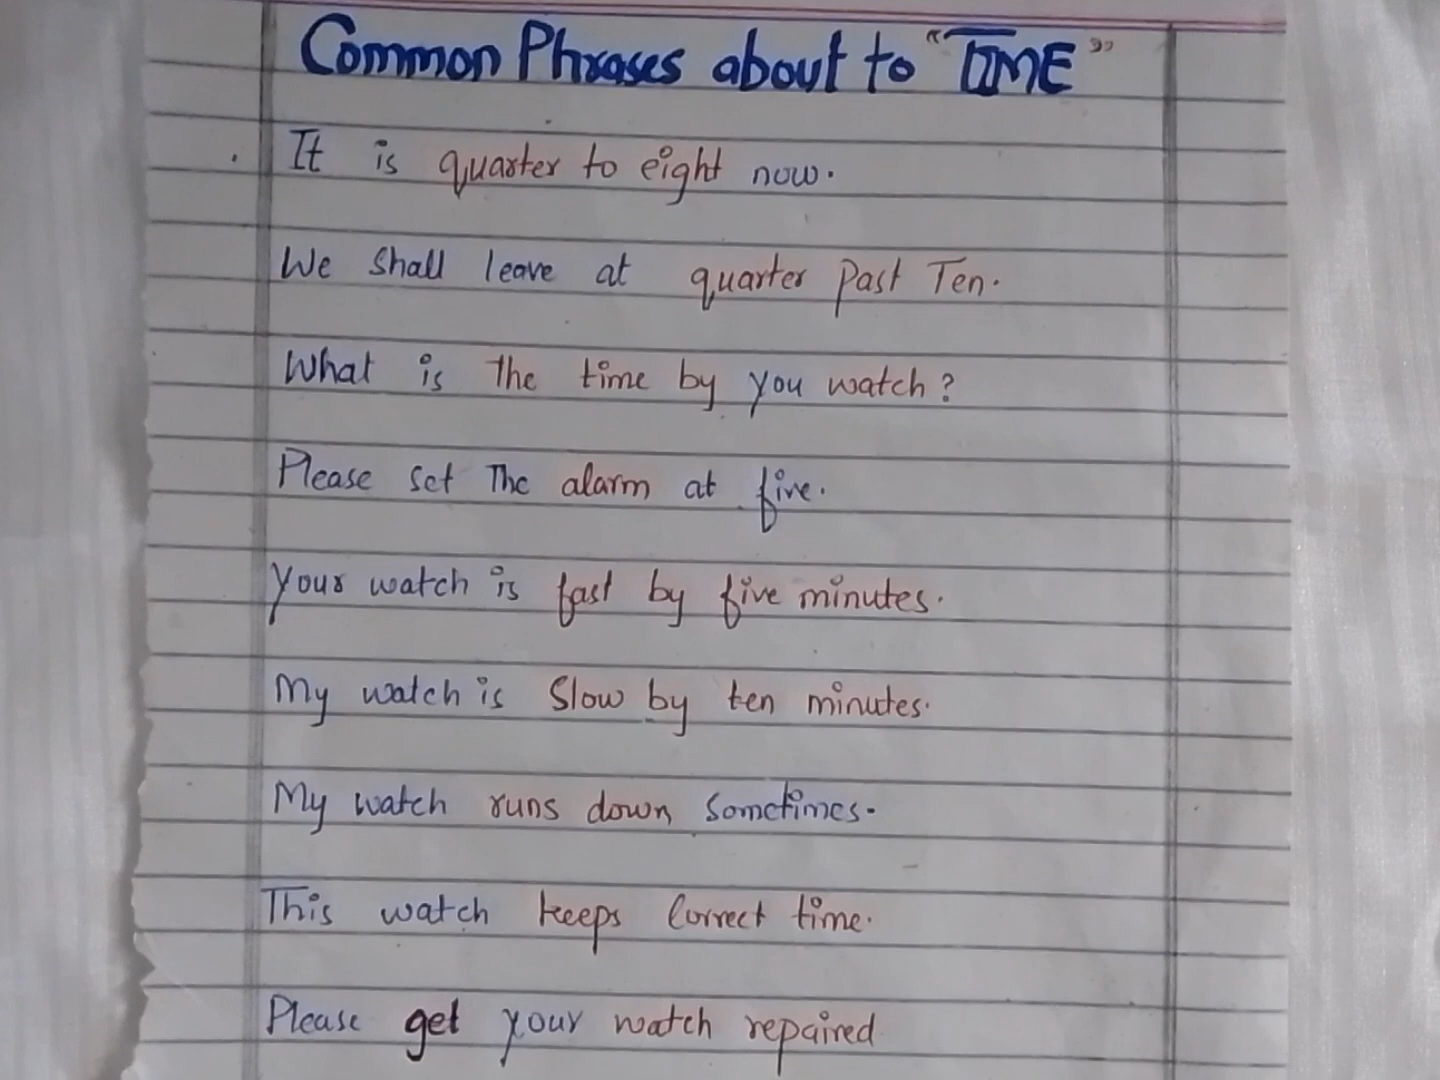 Common Phrases about to "TIME"
It is quarter to eight now.
We shall leave at quarter past Ten.
What is the time by you watch?
Please set The alarm at five.
Your watch is fast by five minutes.
My watch is Slow by ten minutes.
My watch runs down sometimes.
This watch keeps Correct time.
Please get your watch repaired